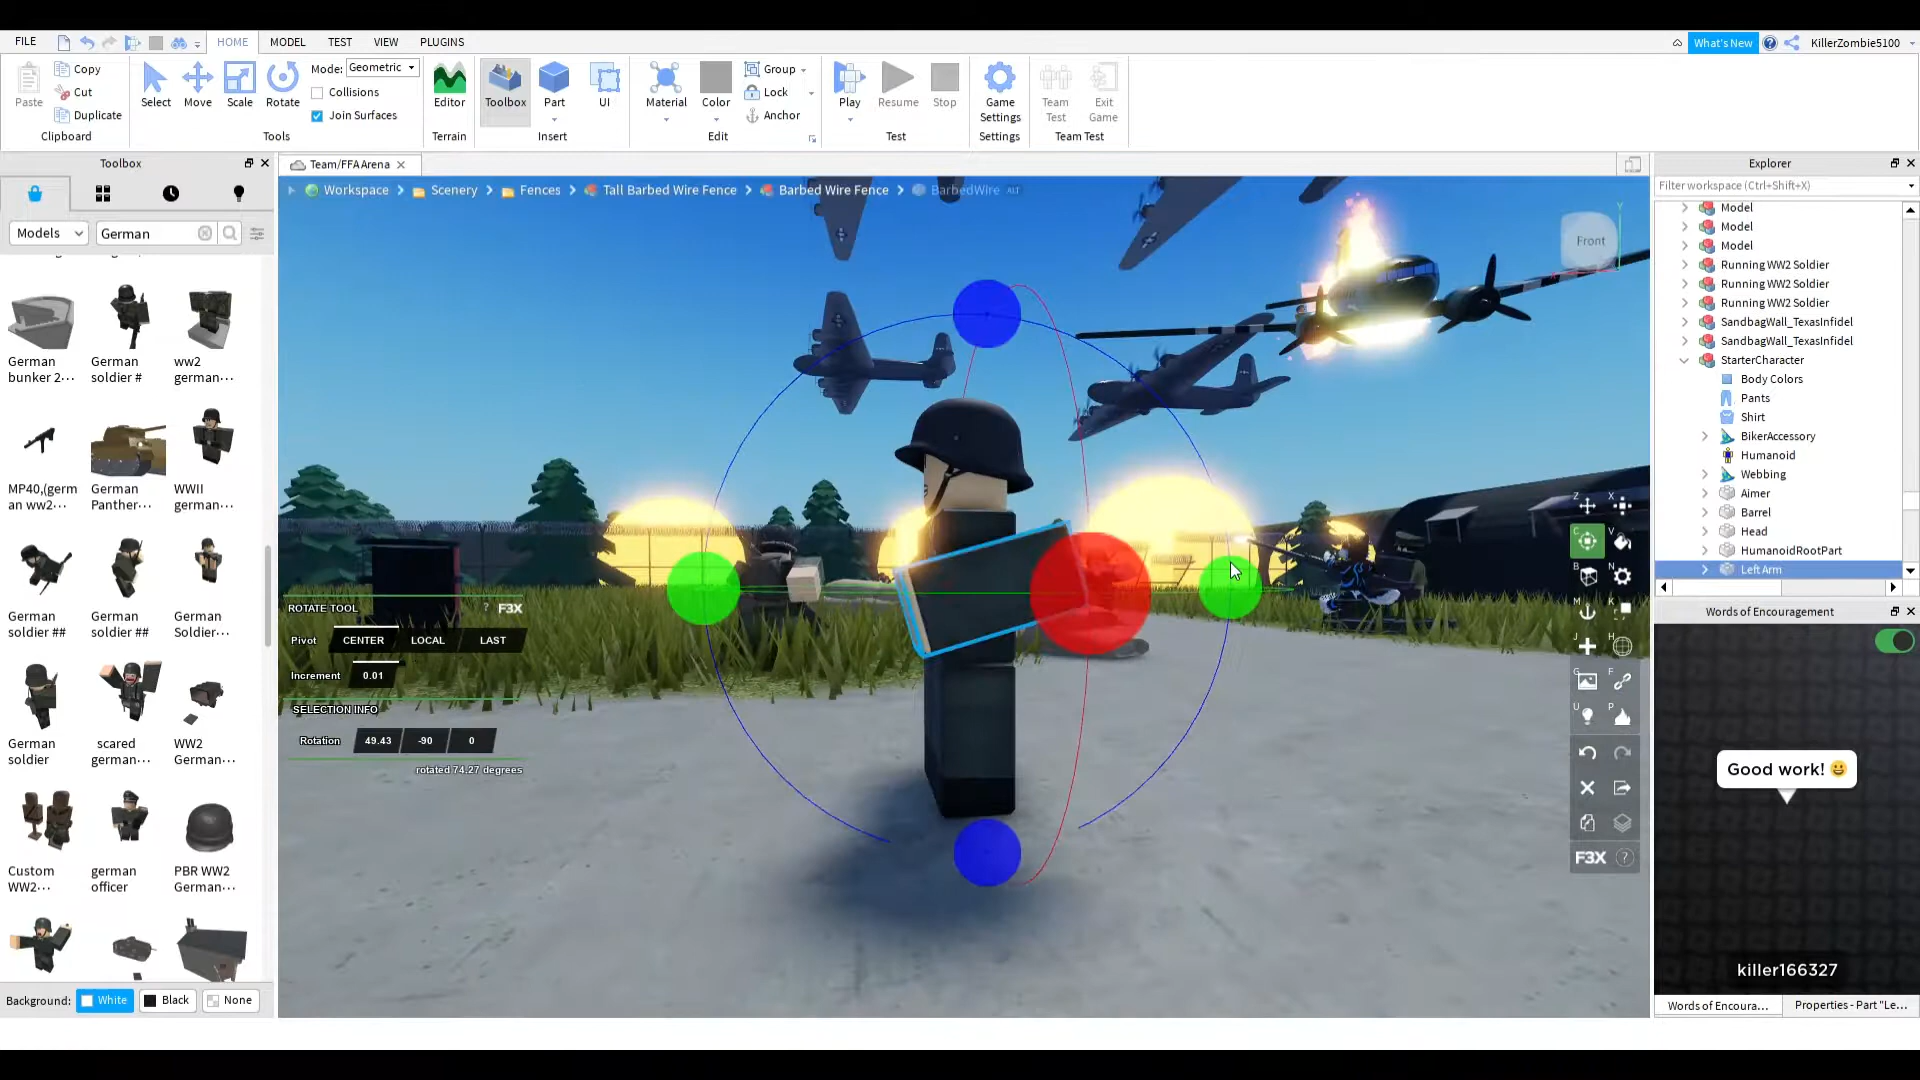 FILE HOME MODEL TEST VIEW PLUGINS What's New KillerZombie5100
Paste Copy Cut Duplicate Clipboard
Select Move Scale Rotate Mode: Geometric Collisions Join Surfaces Tools
Editor Terrain
Toolbox Part UI Insert
Material Color Group Lock Anchor Edit
Play Resume Stop Test
Game Settings Settings
Team Test Exit Game Team Test
Toolbox
Models German
German bunker 2... German soldier # ww2 german...
MP40,(germ an ww2... German Panther... WWII german...
German soldier ## German soldier ## German Soldier...
German soldier scared german... WW2 German...
Custom WW2... german officer PBR WW2 German...
Background: White Black None
Team/FFA Arena
Workspace Scenery Fences Tall Barbed Wire Fence Barbed Wire Fence BarbedWire ALT
Front
Y
ROTATE TOOL ? F3X
Pivot CENTER LOCAL LAST
Increment 0.01
SELECTION INFO
Rotation 49.43 -90 0
rotated 74.27 degrees
Z X
C V
B N
M K
J H
G F
U P
F3X ?
Explorer
Filter workspace (Ctrl+Shift+X)
Model
Model
Model
Running WW2 Soldier
Running WW2 Soldier
Running WW2 Soldier
SandbagWall_TexasInfidel
SandbagWall_TexasInfidel
StarterCharacter
Body Colors
Pants
Shirt
BikerAccessory
Humanoid
Webbing
Aimer
Barrel
Head
HumanoidRootPart
Left Arm
Words of Encouragement
Good work!
killer166327
Words of Encoura... Properties - Part "Le...